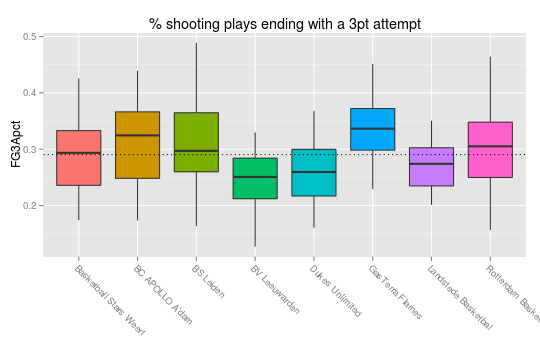 % shooting plays ending with a 3pt attempt
FG3Apct
0.5
0.4
0.3
0.2
Basketball Stars Weert
BC APOLLO A'dam
BS Leiden
BV Leeuwarden
Dukes Unlimited
GasTerra Flames
Landstede Basketbal
Rotterdam Baske